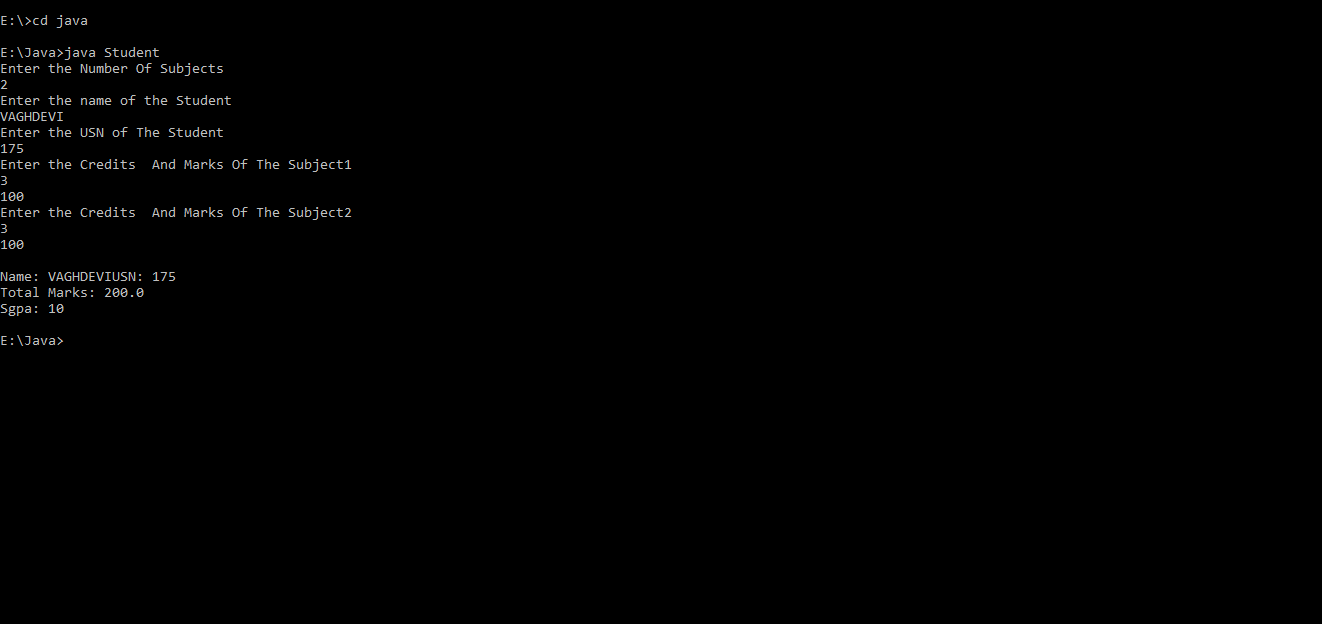 E:\>cd java
E:\Java>java Student
Enter the Number Of Subjects
2
Enter the name of the Student
VAGHDEVI
Enter the USN of The Student
175
Enter the Credits  And Marks Of The Subject1
3
100
Enter the Credits  And Marks Of The Subject2
3
100
Name: VAGHDEVIUSN: 175
Total Marks: 200.0
Sgpa: 10
E:\Java>